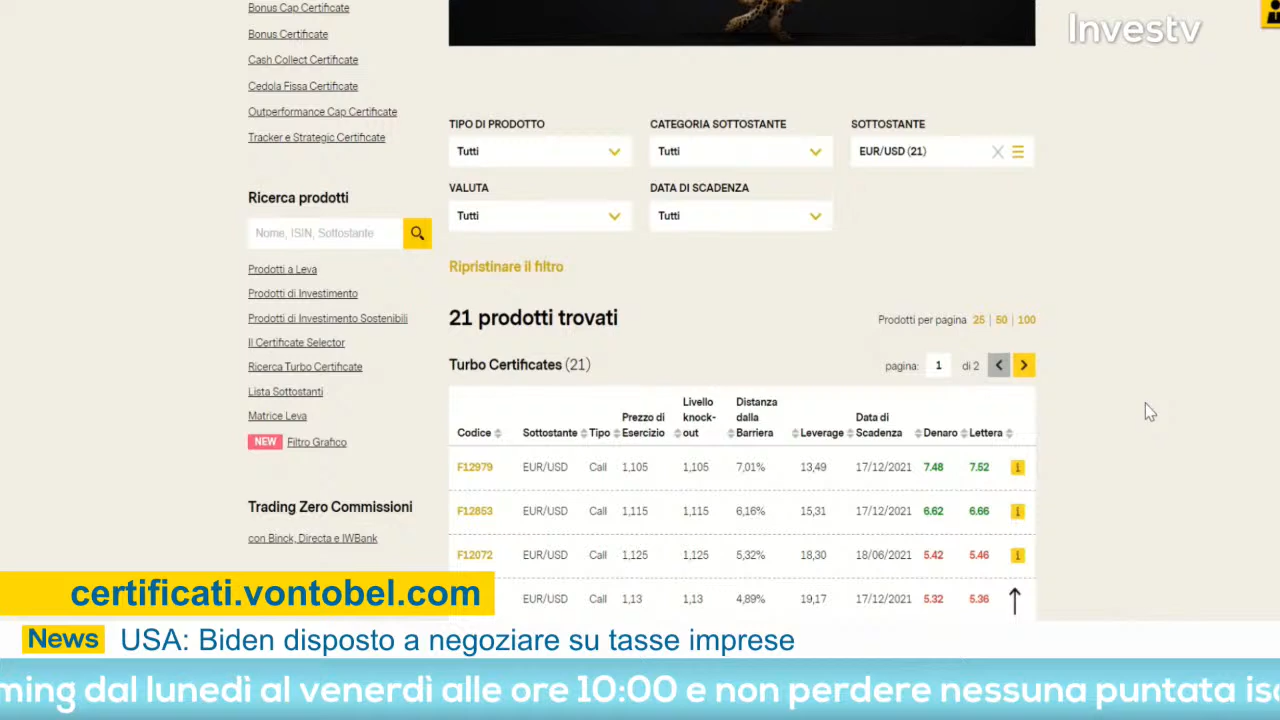 Bonus Cap Certificate
Bonus Certificate
Cash Collect Certificate
Cedola Fissa Certificate
Outperformance Cap Certificate
Tracker e Strategic Certificate
Ricerca prodotti
Nome, ISIN, Sottostante
Prodotti a Leva
Prodotti di Investimento
Prodotti di Investimento Sostenibili
Il Certificate Selector
Ricerca Turbo Certificate
Lista Sottostanti
Matrice Leva
NEW Filtro Grafico
Trading Zero Commissioni
con Binck, Directa e IWBank
Investv
TIPO DI PRODOTTO CATEGORIA SOTTOSTANTE SOTTOSTANTE
Tutti Tutti EUR/USD (21)
VALUTA DATA DI SCADENZA
Tutti Tutti
Ripristinare il filtro
21 prodotti trovati
Prodotti per pagina 25 | 50 | 100
Turbo Certificates (21)
pagina: 1 di 2
Codice Sottostante Tipo Prezzo di Esercizio Livello knock-out Distanza dalla Barriera Leverage Data di Scadenza Denaro Lettera
F12979 EUR/USD Call 1,105 1,105 7,01% 13,49 17/12/2021 7.48 7.52 i
F12853 EUR/USD Call 1,115 1,115 6,16% 15,31 17/12/2021 6.62 6.66 i
F12072 EUR/USD Call 1,125 1,125 5,32% 18,30 18/06/2021 5.42 5.46 i
EUR/USD Call 1,13 1,13 4,89% 19,17 17/12/2021 5.32 5.36
certificati.vontobel.com
News USA: Biden disposto a negoziare su tasse imprese
ming dal lunedì al venerdì alle ore 10:00 e non perdere nessuna puntata isc